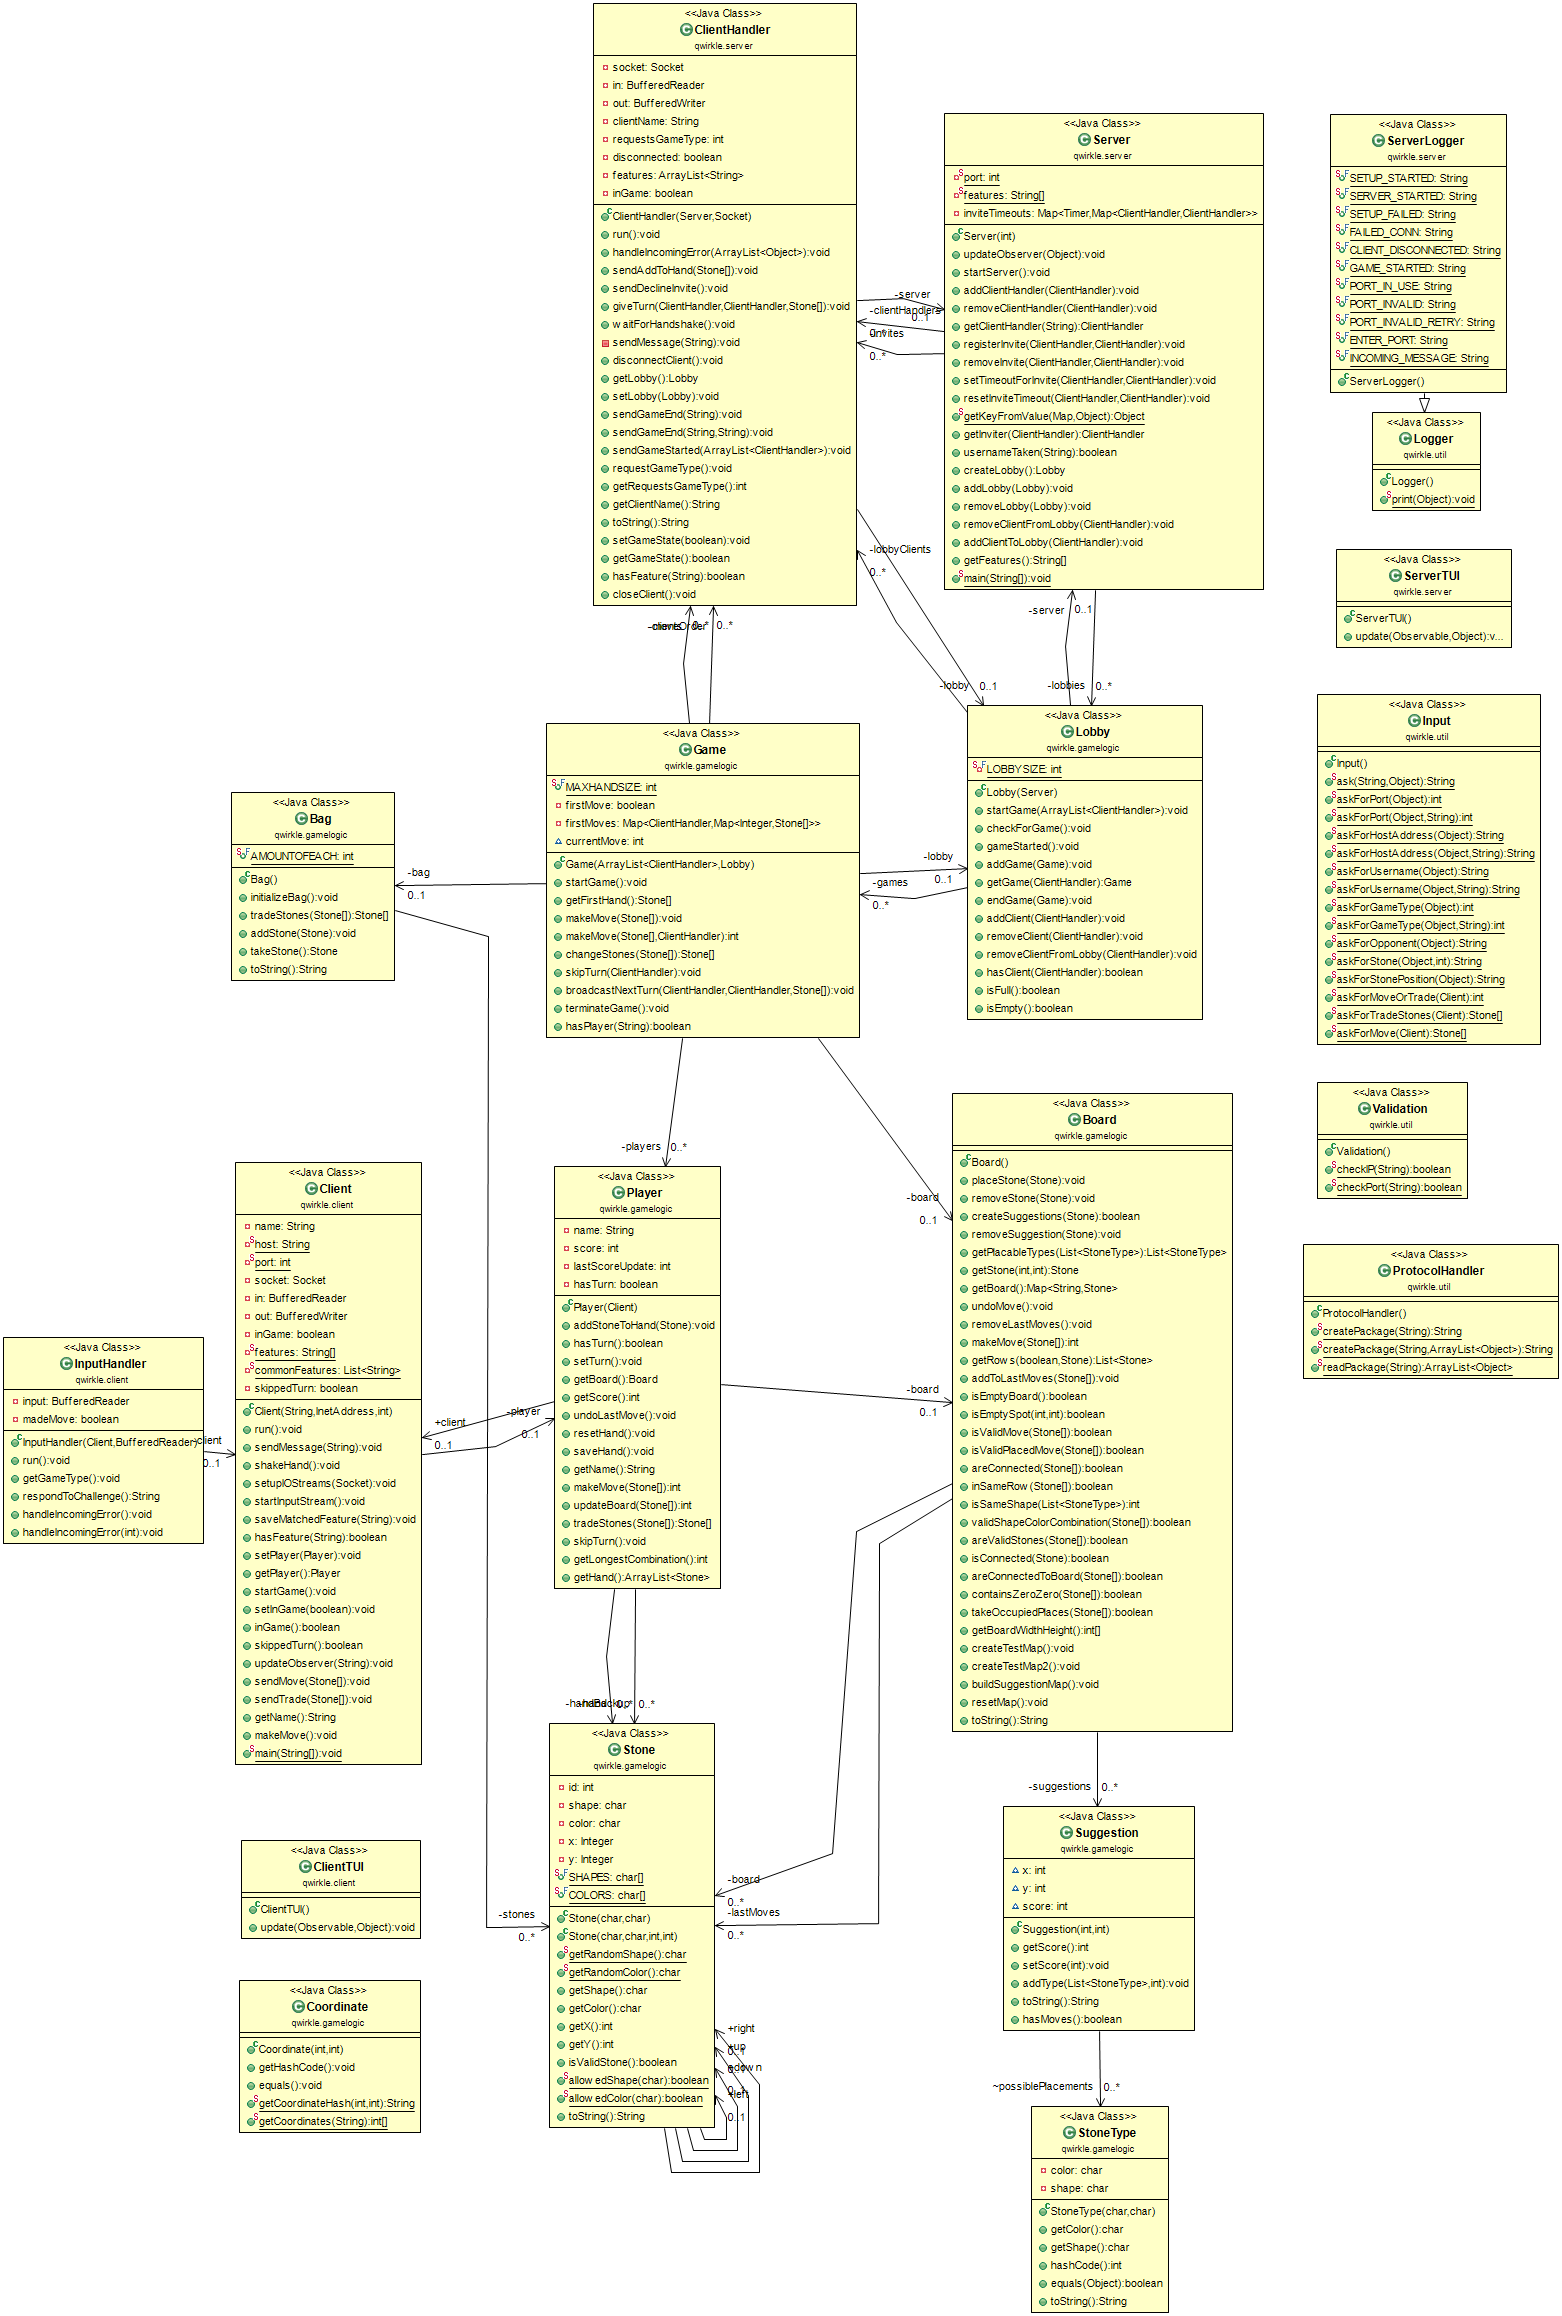 <<Java Class>>
ClientHandler
qwirkle.server
socket: Socket
in: BufferedReader
out: BufferedWriter
clientName: String
requestsGameType: int
disconnected: boolean
features: ArrayList<String>
inGame: boolean
ClientHandler(Server,Socket)
run():void
handleIncomingError(ArrayList<Object>):void
sendAddToHand(Stone[]):void
sendDeclineInvite():void
giveTurn(ClientHandler,ClientHandler,Stone[]):void
waitForHandshake():void
sendMessage(String):void
disconnectClient():void
getLobby():Lobby
setLobby(Lobby):void
sendGameEnd(String):void
sendGameEnd(String,String):void
sendGameStarted(ArrayList<ClientHandler>):void
requestGameType():void
getRequestsGameType():int
getClientName():String
toString():String
setGameState(boolean):void
getGameState():boolean
hasFeature(String):boolean
closeClient():void
<<Java Class>>
Server
qwirkle.server
port: int
features: String[]
inviteTimeouts: Map<Timer,Map<ClientHandler,ClientHandler>>
Server(int)
updateObserver(Object):void
startServer():void
addClientHandler(ClientHandler):void
removeClientHandler(ClientHandler):void
getClientHandler(String):ClientHandler
registerInvite(ClientHandler,ClientHandler):void
removeInvite(ClientHandler,ClientHandler):void
setTimeoutForInvite(ClientHandler,ClientHandler):void
resetInviteTimeout(ClientHandler,ClientHandler):void
getKeyFromValue(Map,Object):Object
getInviter(ClientHandler):ClientHandler
usernameTaken(String):boolean
createLobby():Lobby
addLobby(Lobby):void
removeLobby(Lobby):void
removeClientFromLobby(ClientHandler):void
addClientToLobby(ClientHandler):void
getFeatures():String[]
main(String[]):void
<<Java Class>>
ServerLogger
qwirkle.server
SETUP_STARTED: String
SERVER_STARTED: String
SETUP_FAILED: String
FAILED_CONN: String
CLIENT_DISCONNECTED: String
GAME_STARTED: String
PORT_IN_USE: String
PORT_INVALID: String
PORT_INVALID_RETRY: String
ENTER_PORT: String
INCOMING_MESSAGE: String
ServerLogger()
<<Java Class>>
Logger
qwirkle.util
Logger()
print(Object):void
<<Java Class>>
ServerTUI
qwirkle.server
ServerTUI()
update(Observable,Object):v...
-server
0..1
-clientHandlers
-invites
0..*
-lobbyClients
0..*
-lobby
0..1
-server
0..1
-lobbies
0..*
0..*
0..*
<<Java Class>>
Game
qwirkle.gamelogic
MAXHANDSIZE: int
firstMove: boolean
firstMoves: Map<ClientHandler,Map<Integer,Stone[]>>
currentMove: int
Game(ArrayList<ClientHandler>,Lobby)
startGame():void
getFirstHand():Stone[]
makeMove(Stone[]):void
makeMove(Stone[],ClientHandler):int
changeStones(Stone[]):Stone[]
skipTurn(ClientHandler):void
broadcastNextTurn(ClientHandler,ClientHandler,Stone[]):void
terminateGame():void
hasPlayer(String):boolean
<<Java Class>>
Lobby
qwirkle.gamelogic
LOBBYSIZE: int
Lobby(Server)
startGame(ArrayList<ClientHandler>):void
checkForGame():void
gameStarted():void
addGame(Game):void
getGame(ClientHandler):Game
endGame(Game):void
addClient(ClientHandler):void
removeClient(ClientHandler):void
removeClientFromLobby(ClientHandler):void
hasClient(ClientHandler):boolean
isFull():boolean
isEmpty():boolean
<<Java Class>>
Input
qwirkle.util
Input()
ask(String,Object):String
askForPort(Object):int
askForPort(Object,String):int
askForHostAddress(Object):String
askForHostAddress(Object,String):String
askForUsername(Object):String
askForUsername(Object,String):String
askForGameType(Object):int
askForGameType(Object,String):int
askForOpponent(Object):String
askForStone(Object,int):String
askForStonePosition(Object):String
askForMoveOrTrade(Client):int
askForTradeStones(Client):Stone[]
askForMove(Client):Stone[]
<<Java Class>>
Bag
qwirkle.gamelogic
AMOUNTOFEACH: int
Bag()
initializeBag():void
tradeStones(Stone[]):Stone[]
addStone(Stone):void
takeStone():Stone
toString():String
-bag
0..1
-lobby
0..1
-games
0..*
-players
0..*
-board
0..1
<<Java Class>>
Validation
qwirkle.util
Validation()
checkIP(String):boolean
checkPort(String):boolean
<<Java Class>>
ProtocolHandler
qwirkle.util
ProtocolHandler()
createPackage(String):String
createPackage(String,ArrayList<Object>):String
readPackage(String):ArrayList<Object>
<<Java Class>>
Board
qwirkle.gamelogic
Board()
placeStone(Stone):void
removeStone(Stone):void
createSuggestions(Stone):boolean
removeSuggestion(Stone):void
getPlacableTypes(List<StoneType>):List<StoneType>
getStone(int,int):Stone
getBoard():Map<String,Stone>
undoMove():void
removeLastMoves():void
makeMove(Stone[]):int
getRows(boolean,Stone):List<Stone>
addToLastMoves(Stone[]):void
isEmptyBoard():boolean
isEmptySpot(int,int):boolean
isValidMove(Stone[]):boolean
isValidPlacedMove(Stone[]):boolean
areConnected(Stone[]):boolean
inSameRow(Stone[]):boolean
isSameShape(List<StoneType>):int
validShapeColorCombination(Stone[]):boolean
areValidStones(Stone[]):boolean
isConnected(Stone):boolean
areConnectedToBoard(Stone[]):boolean
containsZeroZero(Stone[]):boolean
takeOccupiedPlaces(Stone[]):boolean
getBoardWidthHeight():int[]
createTestMap():void
createTestMap2():void
buildSuggestionMap():void
resetMap():void
toString():String
<<Java Class>>
Client
qwirkle.client
name: String
host: String
port: int
socket: Socket
in: BufferedReader
out: BufferedWriter
inGame: boolean
features: String[]
commonFeatures: List<String>
skippedTurn: boolean
Client(String,InetAddress,int)
run():void
sendMessage(String):void
shakeHand():void
setupIOStreams(Socket):void
startInputStream():void
saveMatchedFeature(String):void
hasFeature(String):boolean
setPlayer(Player):void
getPlayer():Player
startGame():void
setInGame(boolean):void
inGame():boolean
skippedTurn():boolean
updateObserver(String):void
sendMove(Stone[]):void
sendTrade(Stone[]):void
getName():String
makeMove():void
main(String[]):void
<<Java Class>>
Player
qwirkle.gamelogic
name: String
score: int
lastScoreUpdate: int
hasTurn: boolean
Player(Client)
addStoneToHand(Stone):void
hasTurn():boolean
setTurn():void
getBoard():Board
getScore():int
undoLastMove():void
resetHand():void
saveHand():void
getName():String
makeMove(Stone[]):int
updateBoard(Stone[]):int
tradeStones(Stone[]):Stone[]
skipTurn():void
getLongestCombination():int
getHand():ArrayList<Stone>
<<Java Class>>
InputHandler
qwirkle.client
input: BufferedReader
madeMove: boolean
InputHandler(Client,BufferedReader)
run():void
getGameType():void
respondToChallenge():String
handleIncomingError():void
handleIncomingError(int):void
-client
0..1
+client
0..1
-player
0..1
-board
0..1
-handBackup
0..*
0..*
<<Java Class>>
Stone
qwirkle.gamelogic
id: int
shape: char
color: char
x: Integer
y: Integer
SHAPES: char[]
COLORS: char[]
Stone(char,char)
Stone(char,char,int,int)
getRandomShape():char
getRandomColor():char
getShape():char
getColor():char
getX():int
getY():int
isValidStone():boolean
allowedShape(char):boolean
allowedColor(char):boolean
toString():String
-stones
0..*
-board
0..*
-lastMoves
0..*
+right
+up
0..1
+down
+left
0..1
-suggestions
0..*
<<Java Class>>
Suggestion
qwirkle.gamelogic
x: int
y: int
score: int
Suggestion(int,int)
getScore():int
setScore(int):void
addType(List<StoneType>,int):void
toString():String
hasMoves():boolean
~possiblePlacements
0..*
<<Java Class>>
StoneType
qwirkle.gamelogic
color: char
shape: char
StoneType(char,char)
getColor():char
getShape():char
hashCode():int
equals(Object):boolean
toString():String
<<Java Class>>
ClientTUI
qwirkle.client
ClientTUI()
update(Observable,Object):void
<<Java Class>>
Coordinate
qwirkle.gamelogic
Coordinate(int,int)
getHashCode():void
equals():void
getCoordinateHash(int,int):String
getCoordinates(String):int[]